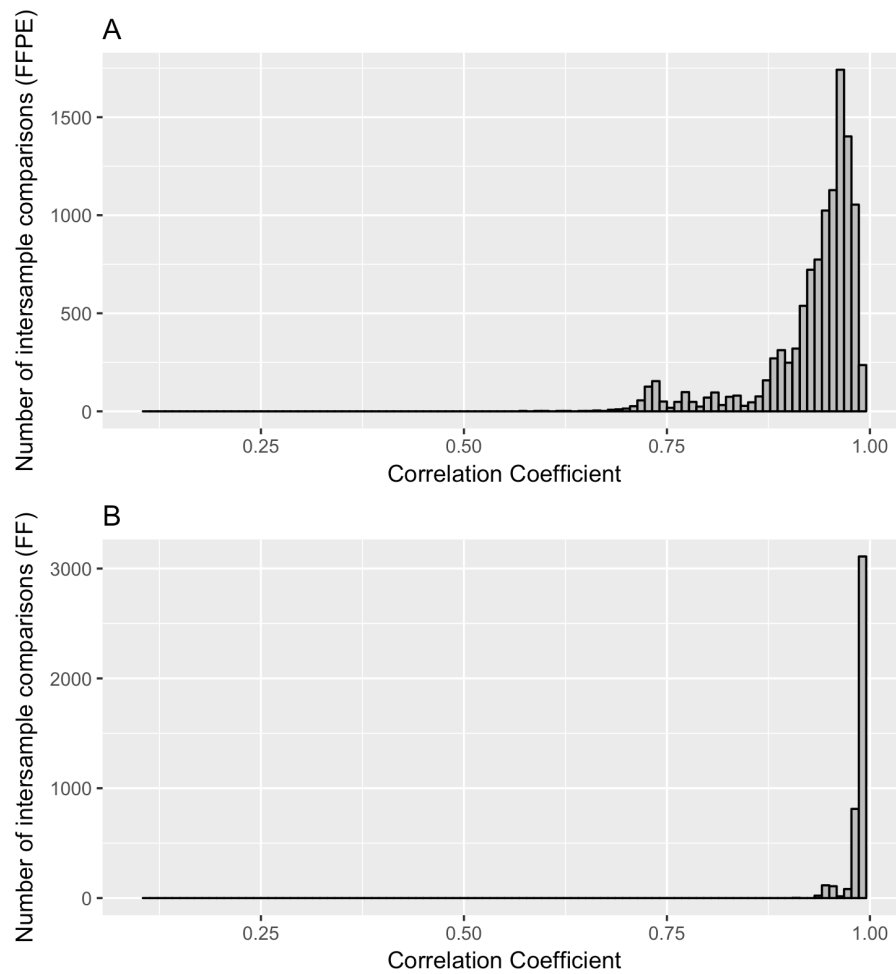 A
Number of intersample comparisons (FFPE)
1500
1000
500
0
0.25 0.50 0.75 1.00
Correlation Coefficient
B
Number of intersample comparisons (FF)
3000
2000
1000
0
0.25 0.50 0.75 1.00
Correlation Coefficient